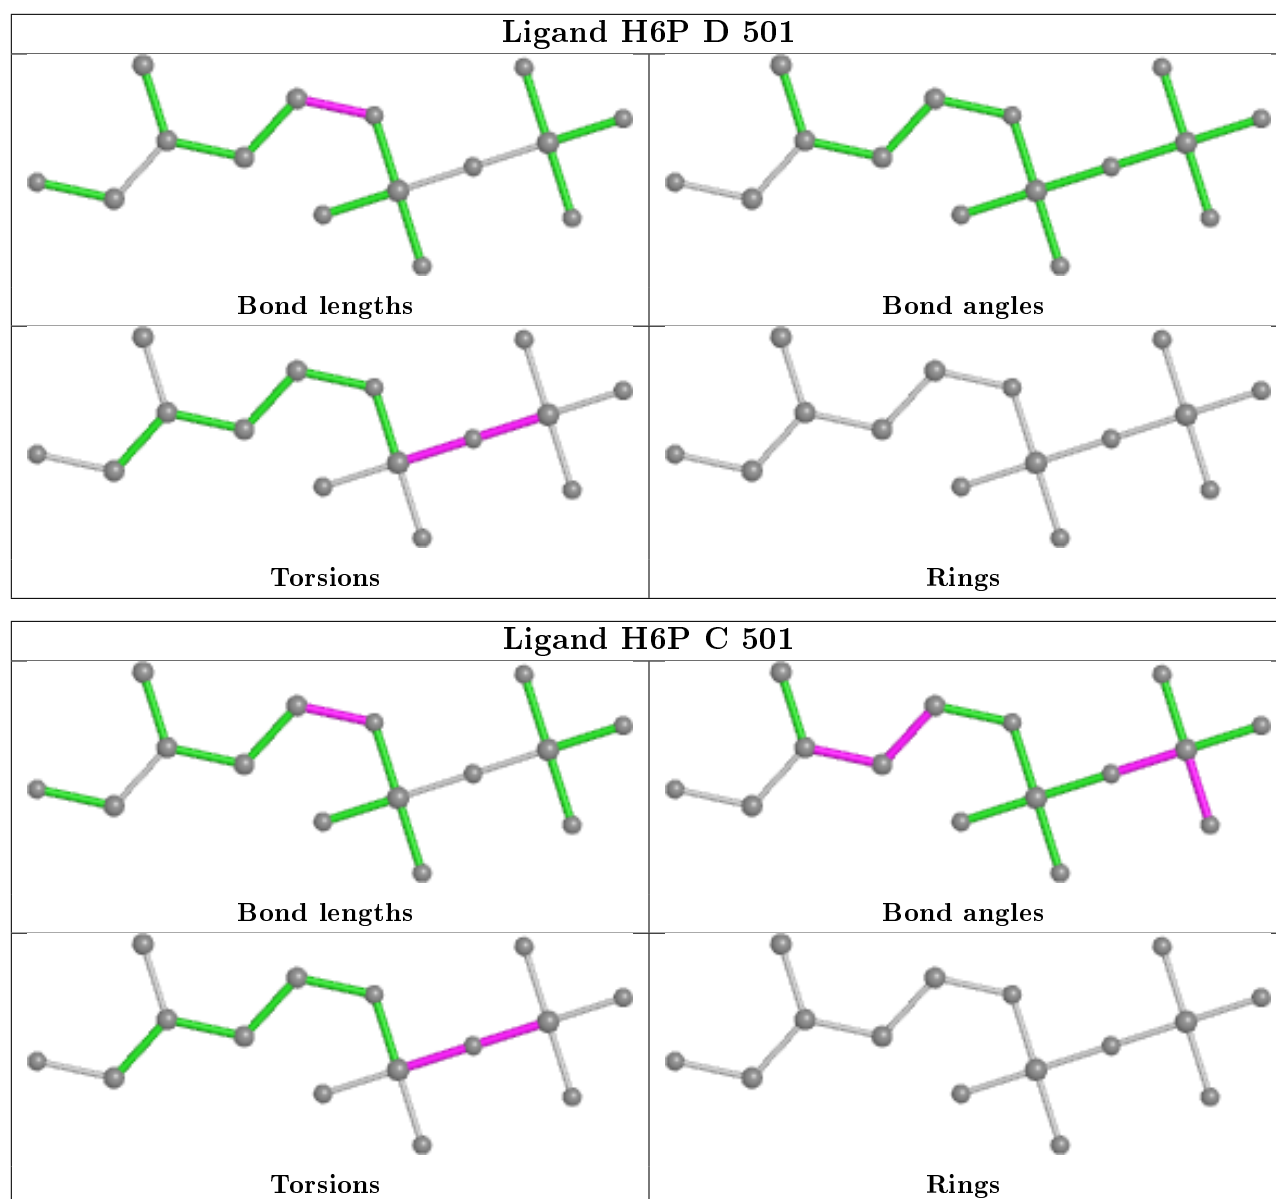 Ligand H6P D 501
Bond lengths
Bond angles
Torsions
Rings
Ligand H6P C 501
Bond lengths
Bond angles
Torsions
Rings